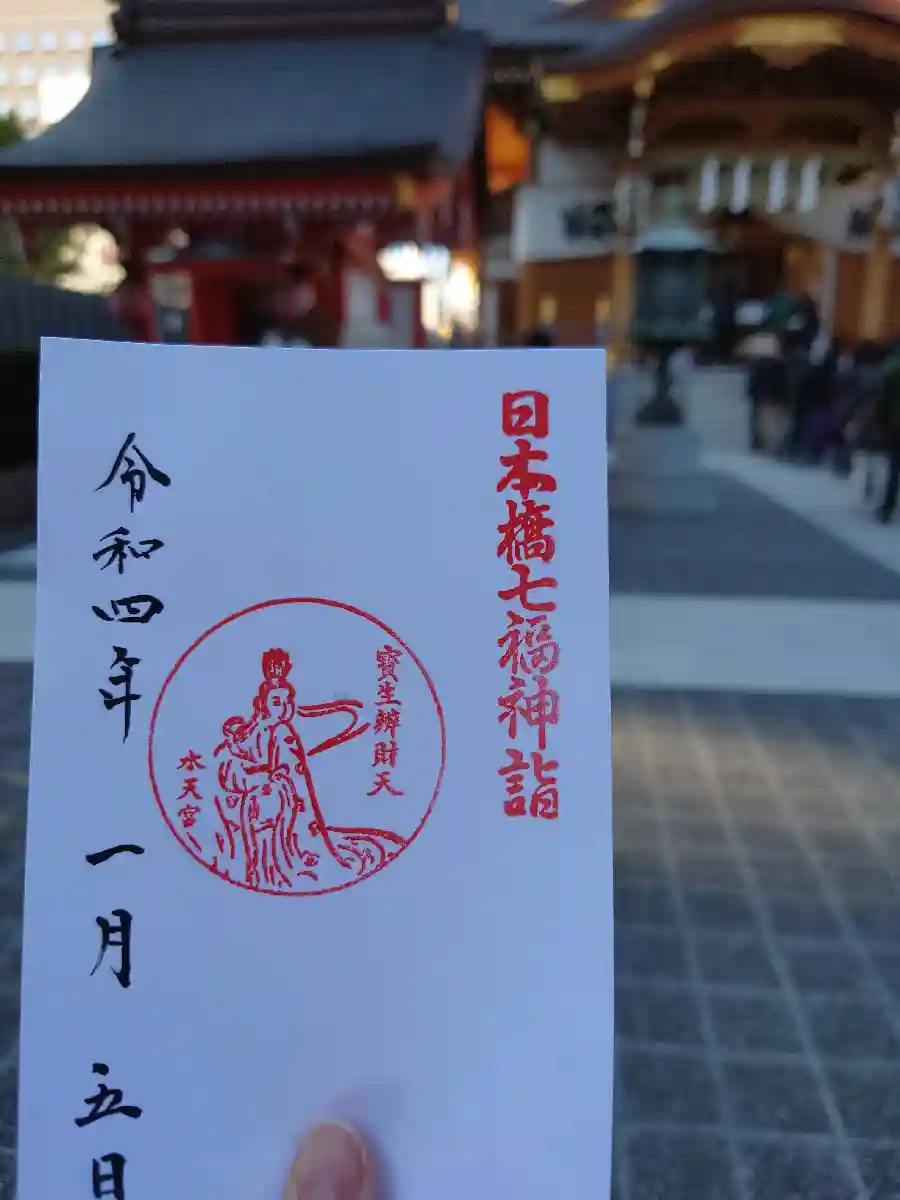 日本橋七福神詣
寶生辨財天
水天宮
令和四年 一月 五日